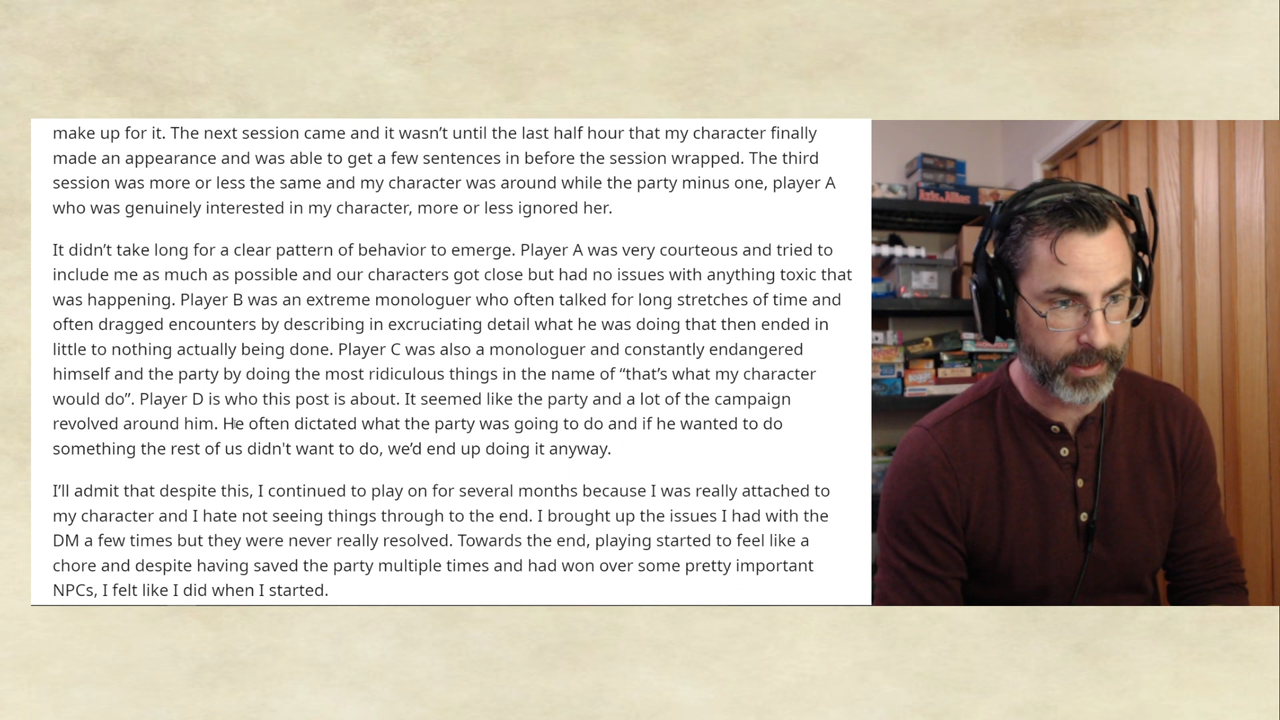 make up for it. The next session came and it wasn’t until the last half hour that my character finally
made an appearance and was able to get a few sentences in before the session wrapped. The third
session was more or less the same and my character was around while the party minus one, player A
who was genuinely interested in my character, more or less ignored her.
It didn’t take long for a clear pattern of behavior to emerge. Player A was very courteous and tried to
include me as much as possible and our characters got close but had no issues with anything toxic that
was happening. Player B was an extreme monologuer who often talked for long stretches of time and
often dragged encounters by describing in excruciating detail what he was doing that then ended in
little to nothing actually being done. Player C was also a monologuer and constantly endangered
himself and the party by doing the most ridiculous things in the name of “that’s what my character
would do”. Player D is who this post is about. It seemed like the party and a lot of the campaign
revolved around him. He often dictated what the party was going to do and if he wanted to do
something the rest of us didn't want to do, we’d end up doing it anyway.
I’ll admit that despite this, I continued to play on for several months because I was really attached to
my character and I hate not seeing things through to the end. I brought up the issues I had with the
DM a few times but they were never really resolved. Towards the end, playing started to feel like a
chore and despite having saved the party multiple times and had won over some pretty important
NPCs, I felt like I did when I started.
Axis & Allies